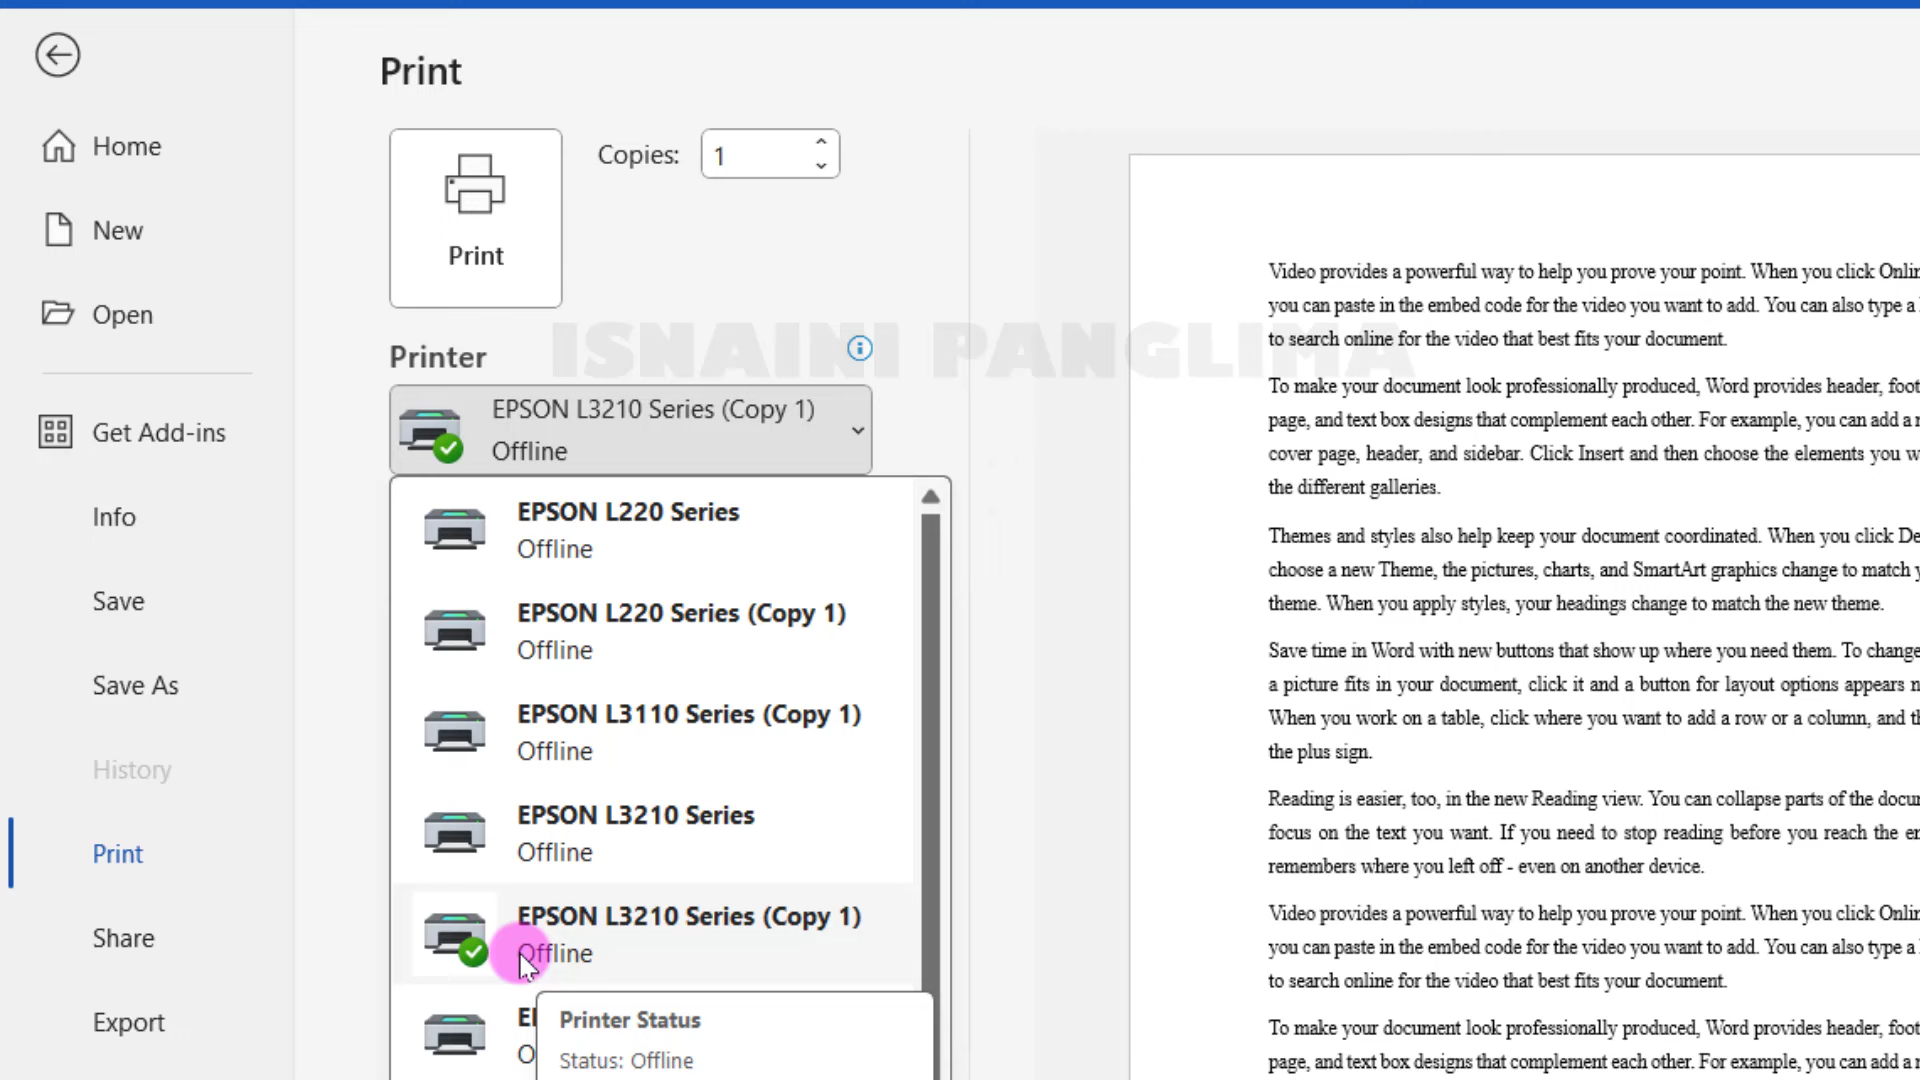 Print
Home
New
Open
Get Add-ins
Info
Save
Save As
History
Print
Share
Export
Print
Copies: 1
Printer
ISNAINI PANGLIMA
EPSON L3210 Series (Copy 1)
Offline
EPSON L220 Series
Offline
EPSON L220 Series (Copy 1)
Offline
EPSON L3110 Series (Copy 1)
Offline
EPSON L3210 Series
Offline
EPSON L3210 Series (Copy 1)
Offline
Printer Status
Status: Offline
Video provides a powerful way to help you prove your point. When you click
you can paste in the embed code for the video you want to add. You can also type a
to search online for the video that best fits your document.
To make your document look professionally produced, Word provides header,
page, and text box designs that complement each other. For example, you can add a
cover page, header, and sidebar. Click Insert and then choose the elements you
the different galleries.
Themes and styles also help keep your document coordinated. When you click
choose a new Theme, the pictures, charts, and SmartArt graphics change to match
theme. When you apply styles, your headings change to match the new theme.
Save time in Word with new buttons that show up where you need them. To change
a picture fits in your document, click it and a button for layout options appears
When you work on a table, click where you want to add a row or a column, and
the plus sign.
Reading is easier, too, in the new Reading view. You can collapse parts of the
focus on the text you want. If you need to stop reading before you reach the
remembers where you left off - even on another device.
Video provides a powerful way to help you prove your point. When you click
you can paste in the embed code for the video you want to add. You can also type a
to search online for the video that best fits your document.
To make your document look professionally produced, Word provides header,
page, and text box designs that complement each other. For example, you can add a